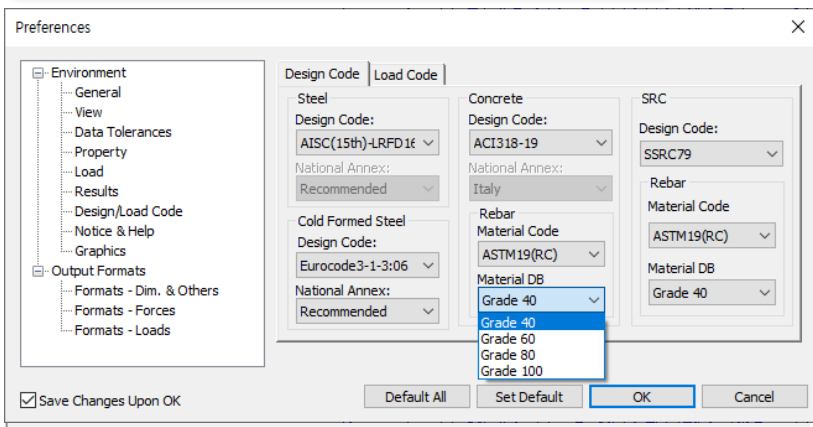 Preferences
Environment
General
View
Data Tolerances
Property
Load
Results
Design/Load Code
Notice & Help
Graphics
Output Formats
Formats - Dim. & Others
Formats - Forces
Formats - Loads
Design Code
Load Code
Steel
Design Code:
AISC(15th)-LRFD16
National Annex:
Recommended
Cold Formed Steel
Design Code:
Eurocode3-1-3:06
National Annex:
Recommended
Concrete
Design Code:
ACI318-19
National Annex:
Italy
Rebar
Material Code
ASTM19(RC)
Material DB
Grade 40
Grade 40
Grade 60
Grade 80
Grade 100
SRC
Design Code:
SSRC79
Rebar
Material Code
ASTM19(RC)
Material DB
Grade 40
Save Changes Upon OK
Default All
Set Default
OK
Cancel